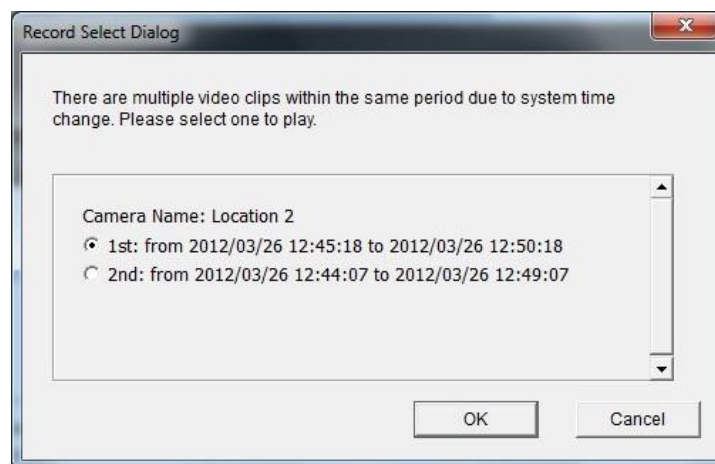 Record Select Dialog
There are multiple video clips within the same period due to system time
change. Please select one to play.
Camera Name: Location 2
1st: from 2012/03/26 12:45:18 to 2012/03/26 12:50:18
2nd: from 2012/03/26 12:44:07 to 2012/03/26 12:49:07
OK
Cancel